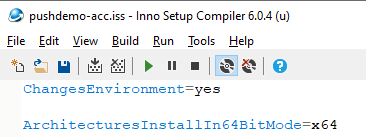 pushdemo-acc.iss - Inno Setup Compiler 6.0.4 (u)
File Edit View Build Run Tools Help
ChangesEnvironment=yes
ArchitecturesInstallIn64BitMode=x64